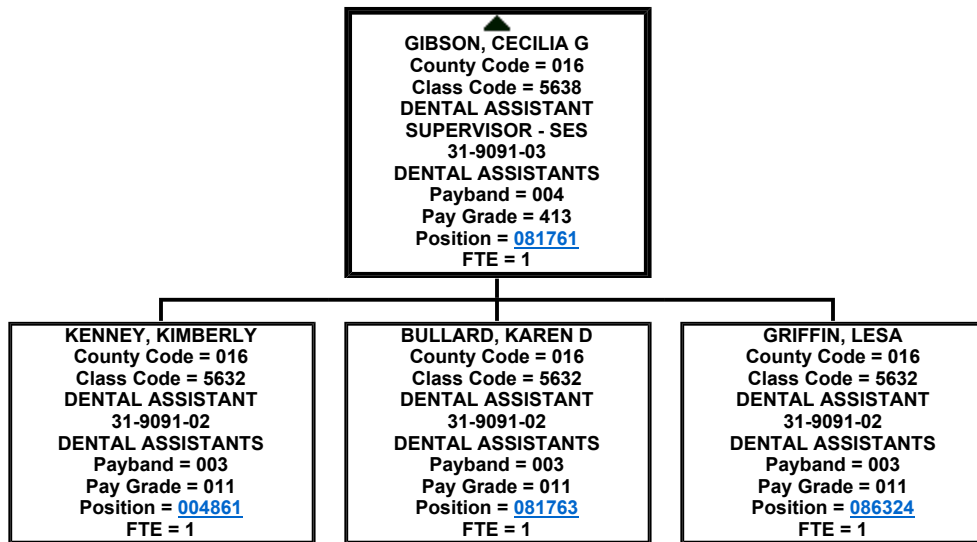 GIBSON, CECILIA G
County Code = 016
Class Code = 5638
DENTAL ASSISTANT
SUPERVISOR - SES
31-9091-03
DENTAL ASSISTANTS
Payband = 004
Pay Grade = 413
Position = 081761
FTE = 1
KENNEY, KIMBERLY
County Code = 016
Class Code = 5632
DENTAL ASSISTANT
31-9091-02
DENTAL ASSISTANTS
Payband = 003
Pay Grade = 011
Position = 004861
FTE = 1
BULLARD, KAREN D
County Code = 016
Class Code = 5632
DENTAL ASSISTANT
31-9091-02
DENTAL ASSISTANTS
Payband = 003
Pay Grade = 011
Position = 081763
FTE = 1
GRIFFIN, LESA
County Code = 016
Class Code = 5632
DENTAL ASSISTANT
31-9091-02
DENTAL ASSISTANTS
Payband = 003
Pay Grade = 011
Position = 086324
FTE = 1